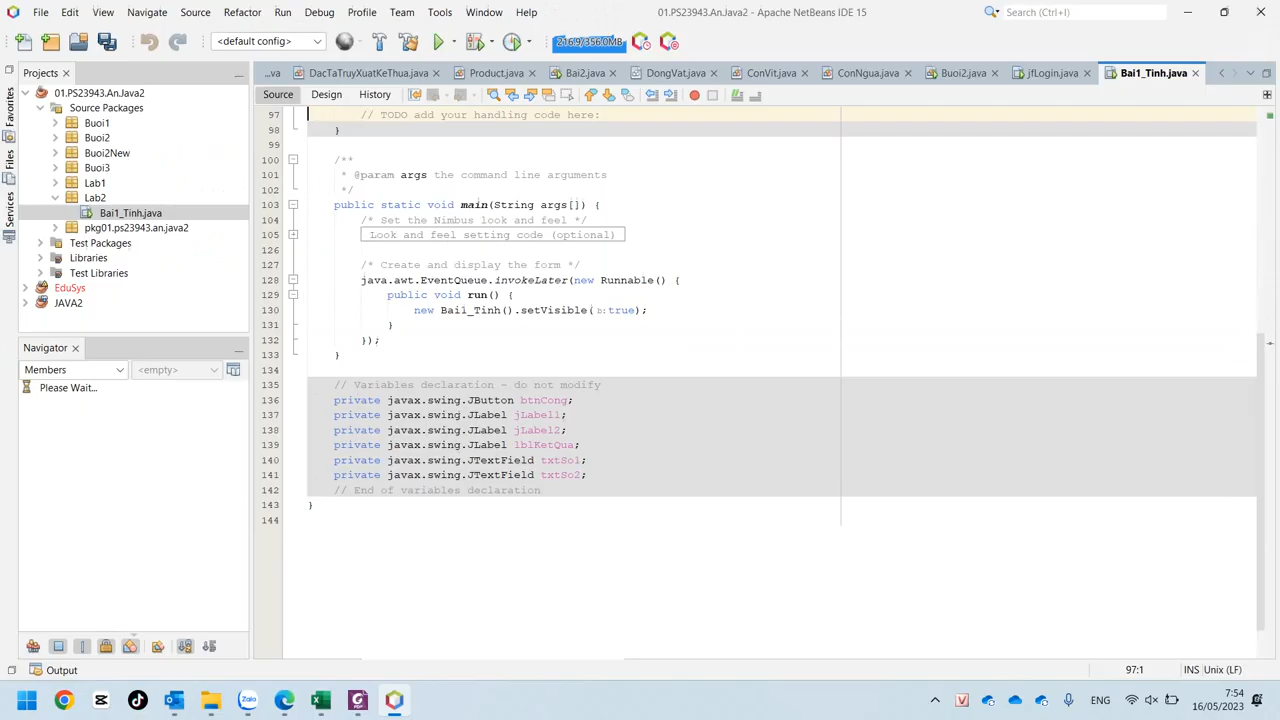 File Edit View Navigate Source Refactor Run Debug Profile Team Tools Window Help 01.PS23943.An.Java2 - Apache NetBeans IDE 15 Search (Ctrl+I)
<default config> 216.9/356.0MB
Projects ...va DacTaTruyXuatKeThua.java Product.java Bai2.java DongVat.java ConVit.java ConNgua.java Buoi2.java jfLogin.java Bai1_Tinh.java
Source Design History
01.PS23943.An.Java2
Source Packages
Buoi1
Buoi2
Buoi2New
Buoi3
Lab1
Lab2
Bai1_Tinh.java
pkg01.ps23943.an.java2
Test Packages
Libraries
Test Libraries
EduSys
JAVA2
Favorites
Files
Services
Navigator
Members <empty>
Please Wait...
97 // TODO add your handling code here:
98 }
99
100 /**
101 * @param args the command line arguments
102 */
103 public static void main(String args[]) {
104 /* Set the Nimbus look and feel */
105 Look and feel setting code (optional)
126
127 /* Create and display the form */
128 java.awt.EventQueue.invokeLater(new Runnable() {
129 public void run() {
130 new Bai1_Tinh().setVisible(b:true);
131 }
132 });
133 }
134
135 // Variables declaration - do not modify
136 private javax.swing.JButton btnCong;
137 private javax.swing.JLabel jLabel1;
138 private javax.swing.JLabel jLabel2;
139 private javax.swing.JLabel lblKetQua;
140 private javax.swing.JTextField txtSo1;
141 private javax.swing.JTextField txtSo2;
142 // End of variables declaration
143 }
144
Output 97:1 INS Unix (LF)
Zalo ENG 7:54
16/05/2023